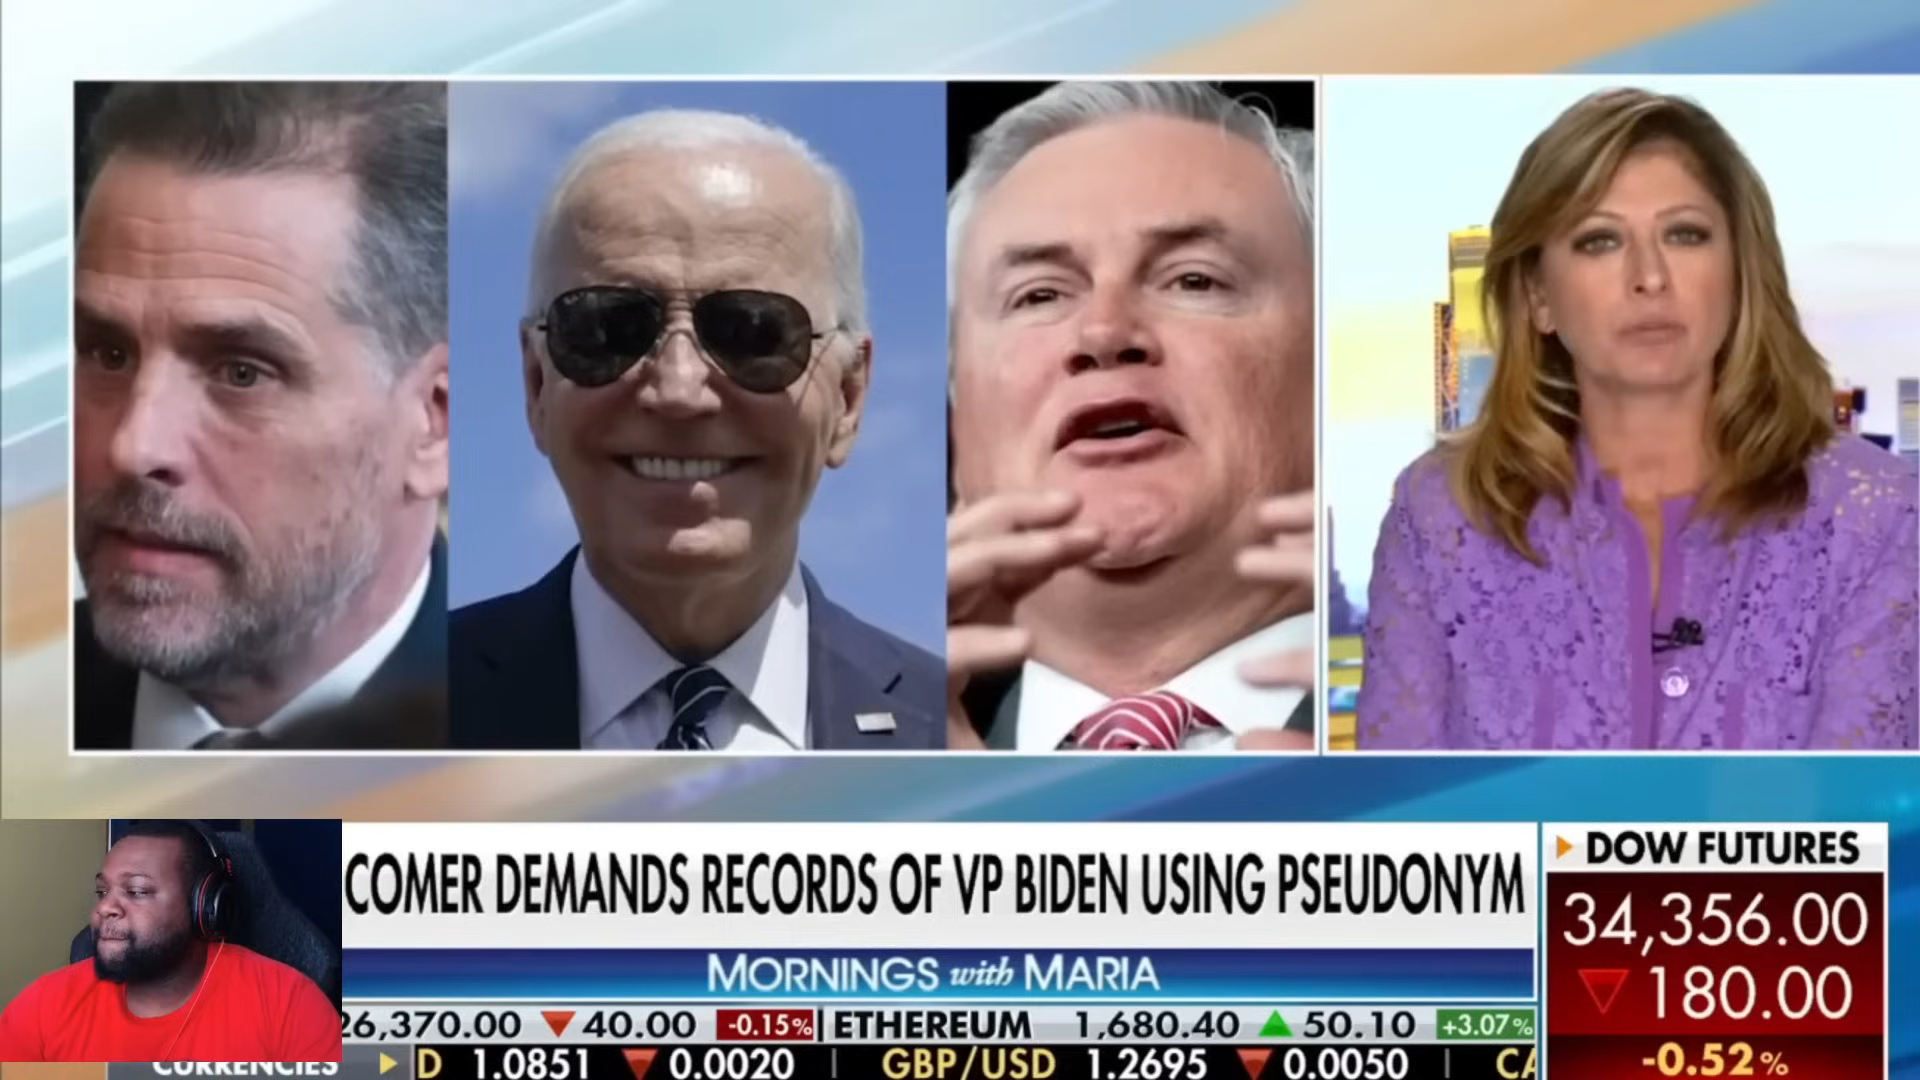 COMER DEMANDS RECORDS OF VP BIDEN USING PSEUDONYM
MORNINGS with MARIA
DOW FUTURES
34,356.00
180.00
-0.52%
26,370.00 40.00 -0.15% ETHEREUM 1,680.40 50.10 +3.07%
CURRENCIES D 1.0851 0.0020 GBP/USD 1.2695 0.0050 CA